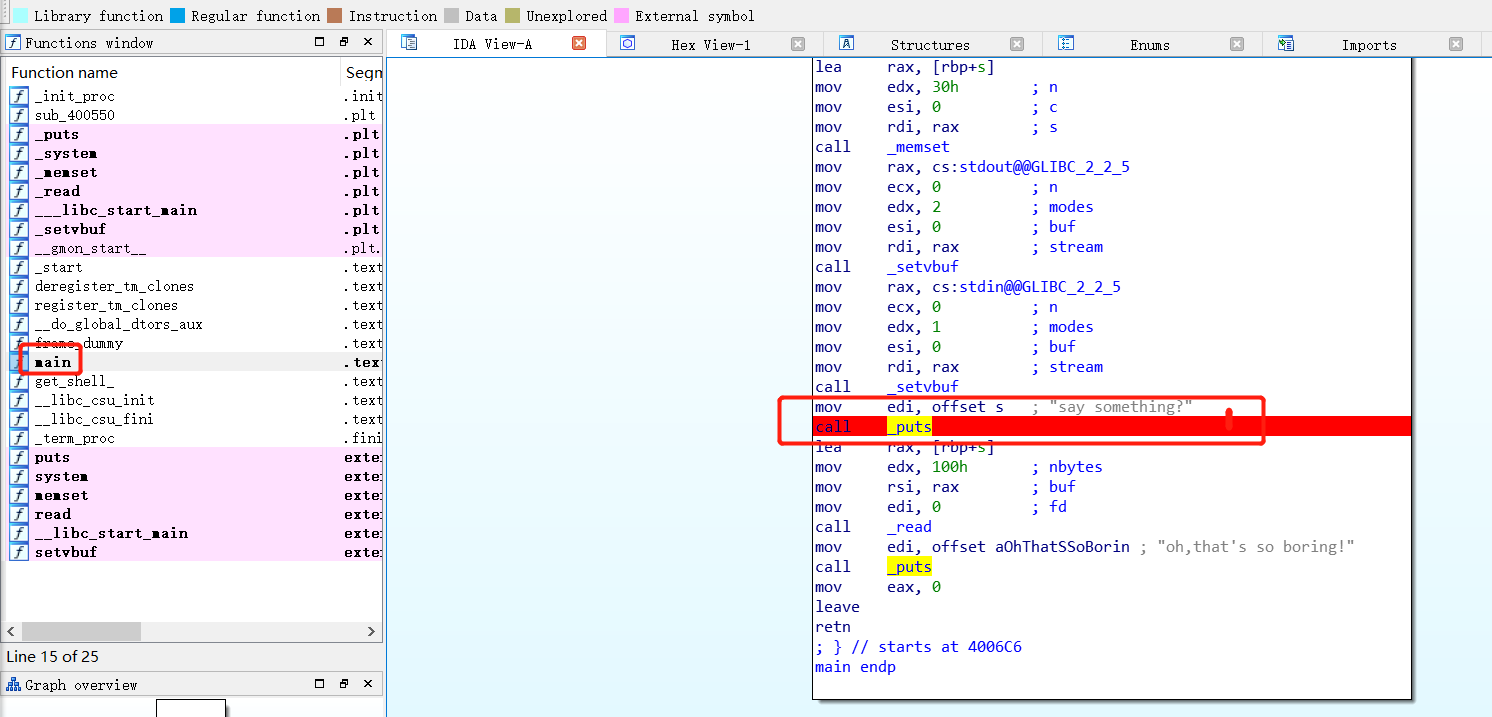 Library function Regular function Instruction Data Unexplored External symbol
Functions window
IDA View-A Hex View-1 Structures Enums Imports
Function name Segm
_init_proc .init
sub_400550 .plt
_puts .plt
_system .plt
_memset .plt
_read .plt
___libc_start_main .plt
_setvbuf .plt
__gmon_start__ .plt.
_start .text
deregister_tm_clones .text
register_tm_clones .text
__do_global_dtors_aux .text
frame_dummy .text
main .text
get_shell_ .text
__libc_csu_init .text
__libc_csu_fini .text
_term_proc .fini
puts exte
system exte
memset exte
read exte
__libc_start_main exte
setvbuf exte
Line 15 of 25
Graph overview
lea rax, [rbp+s]
mov edx, 30h ; n
mov esi, 0 ; c
mov rdi, rax ; s
call _memset
mov rax, cs:stdout@@GLIBC_2_2_5
mov ecx, 0 ; n
mov edx, 2 ; modes
mov esi, 0 ; buf
mov rdi, rax ; stream
call _setvbuf
mov rax, cs:stdin@@GLIBC_2_2_5
mov ecx, 0 ; n
mov edx, 1 ; modes
mov esi, 0 ; buf
mov rdi, rax ; stream
call _setvbuf
mov edi, offset s ; "say something?"
call _puts
lea rax, [rbp+s]
mov edx, 100h ; nbytes
mov rsi, rax ; buf
mov edi, 0 ; fd
call _read
mov edi, offset aOhThatSSoBorin ; "oh,that's so boring!"
call _puts
mov eax, 0
leave
retn
; } // starts at 4006C6
main endp